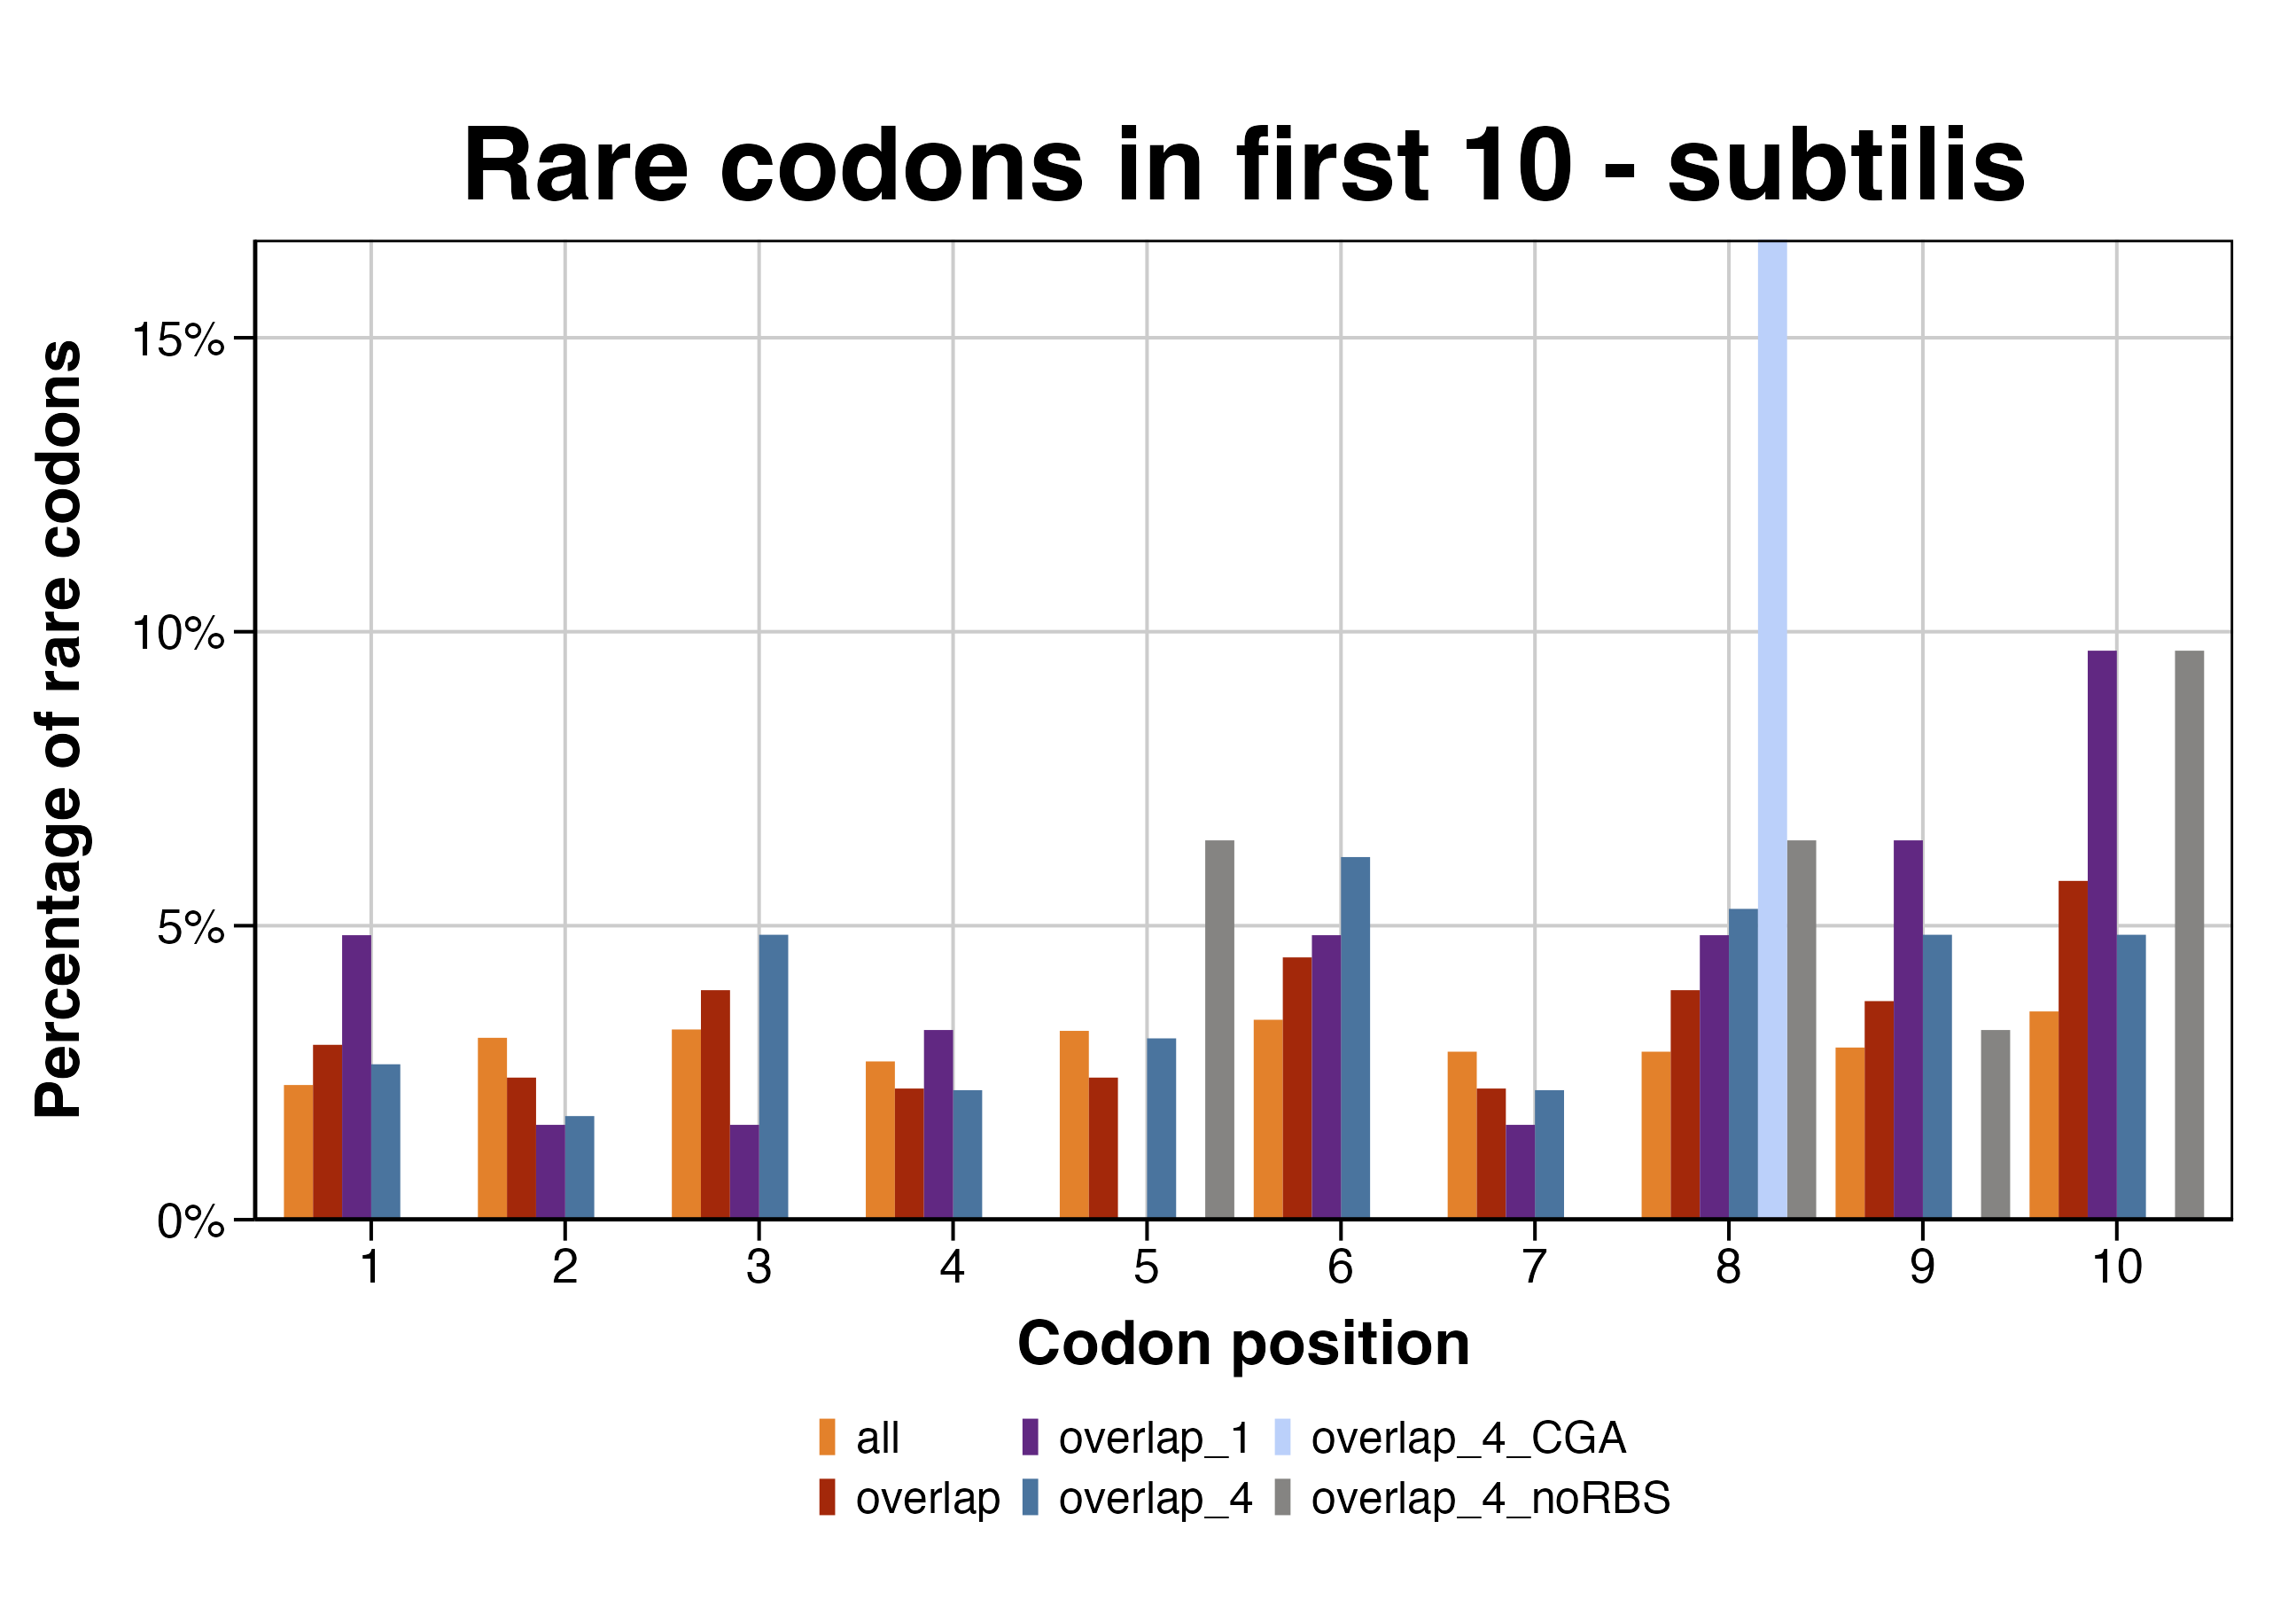 Rare codons in first 10 - subtilis
Percentage of rare codons
15%
10%
5%
0%
1 2 3 4 5 6 7 8 9 10
Codon position
all overlap_1 overlap_4_CGA
overlap overlap_4 overlap_4_noRBS